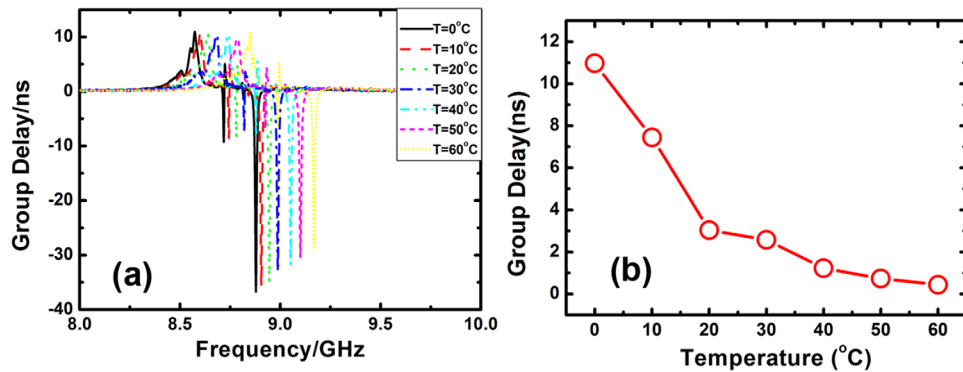 10
0
-10
-20
-30
-40
8.0
8.5
9.0
9.5
10.0
Group Delay/ns
Frequency/GHz
(a)
T=0°C
T=10°C
T=20°C
T=30°C
T=40°C
T=50°C
T=60°C
12
10
8
6
4
2
0
0
10
20
30
40
50
60
Group Delay(ns)
Temperature (°C)
(b)